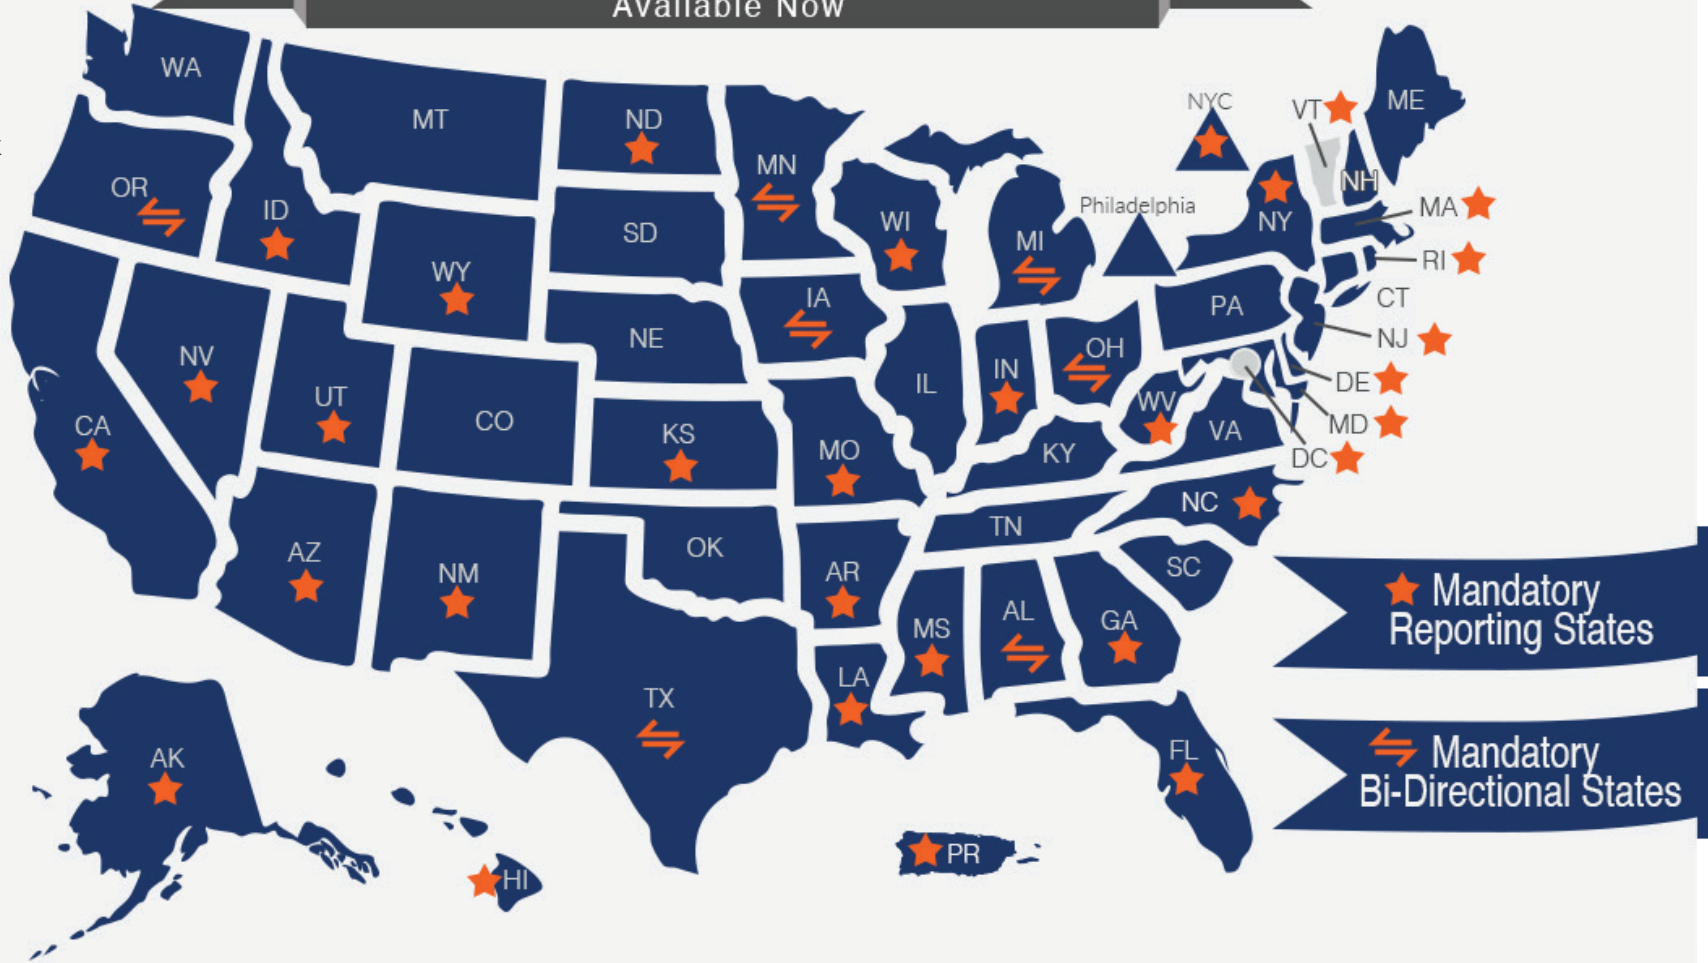 Available Now
WA
MT
ND
MN
OR
ID
WY
SD
WI
MI
NYC
VT
ME
NH
Philadelphia
NY
MA
RI
CT
NJ
DE
MD
DC
PA
IA
NE
NV
UT
CO
CA
KS
MO
IL
IN
OH
WV
VA
KY
NC
TN
SC
AZ
NM
OK
AR
MS
AL
GA
LA
TX
FL
AK
HI
PR
Mandatory
Reporting States
Mandatory
Bi-Directional States